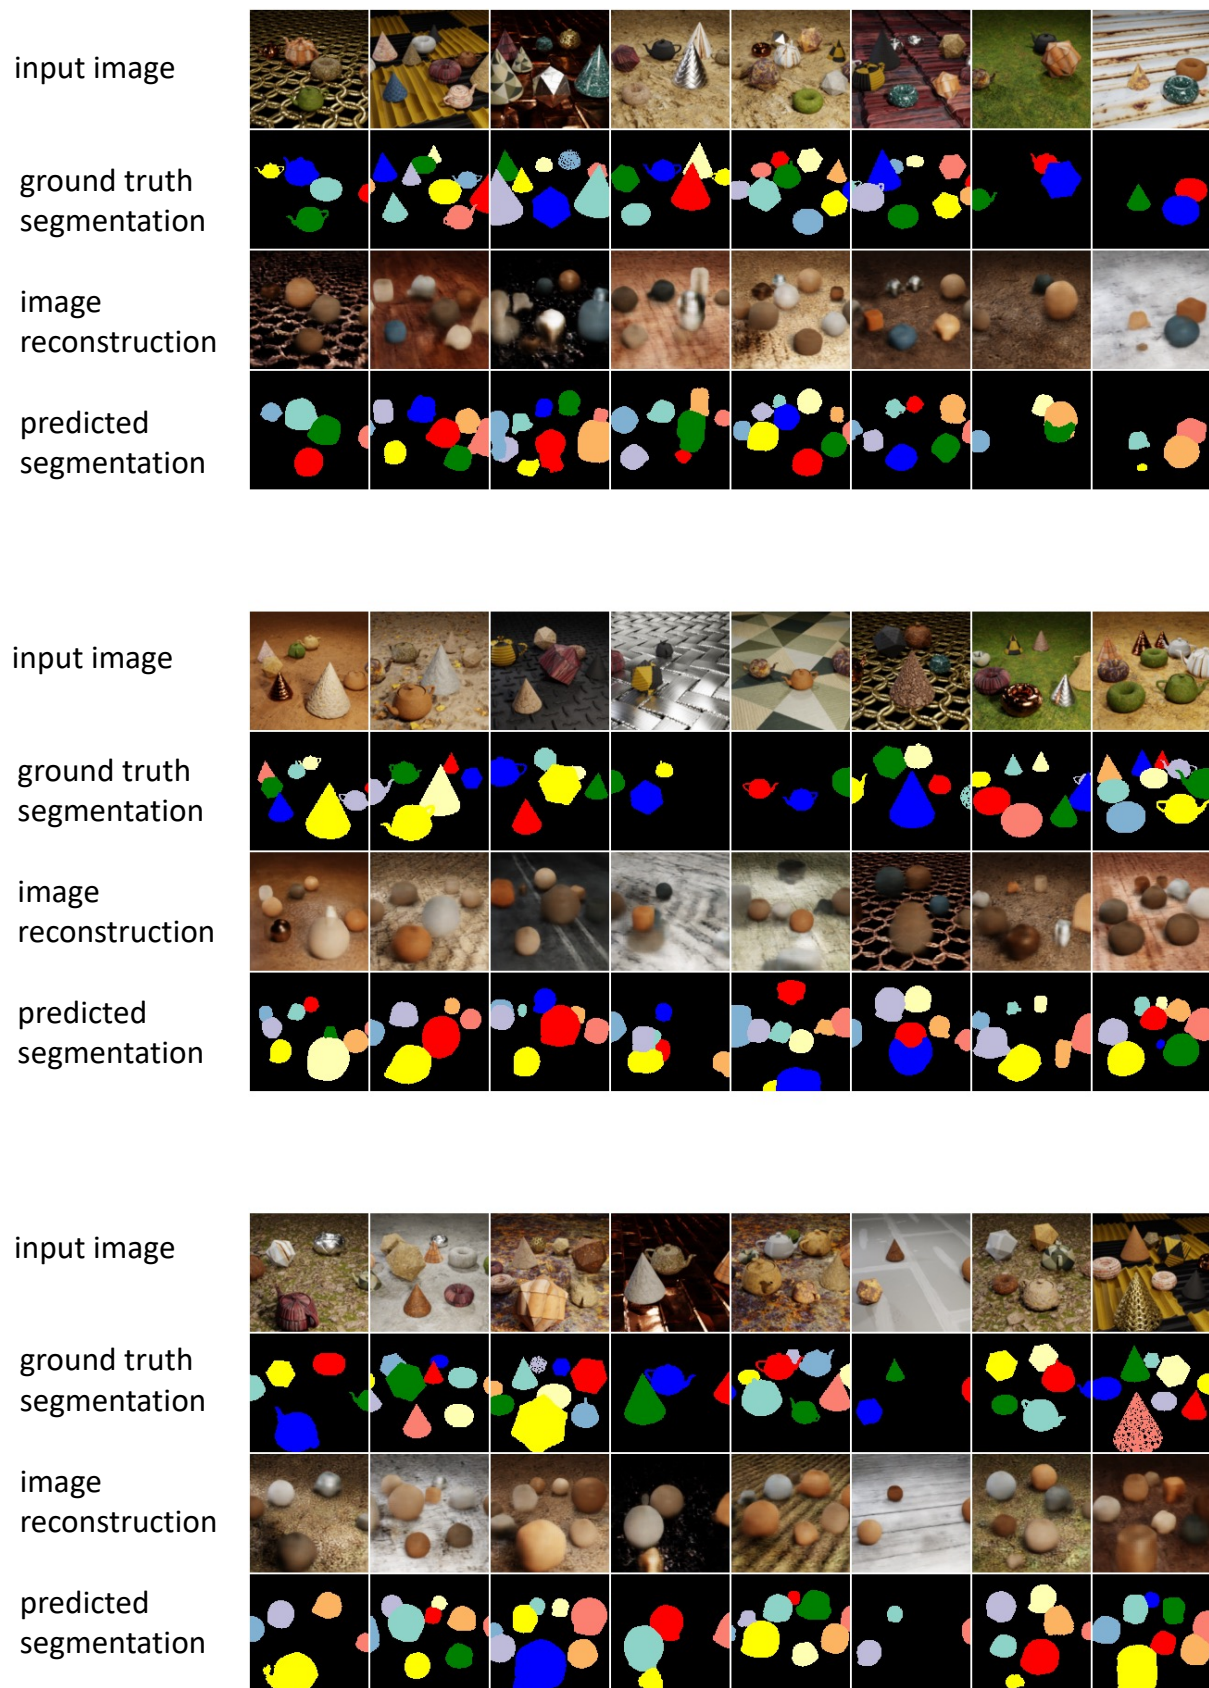 input image
ground truth
segmentation
image
reconstruction
predicted
segmentation
input image
ground truth
segmentation
image
reconstruction
predicted
segmentation
input image
ground truth
segmentation
image
reconstruction
predicted
segmentation